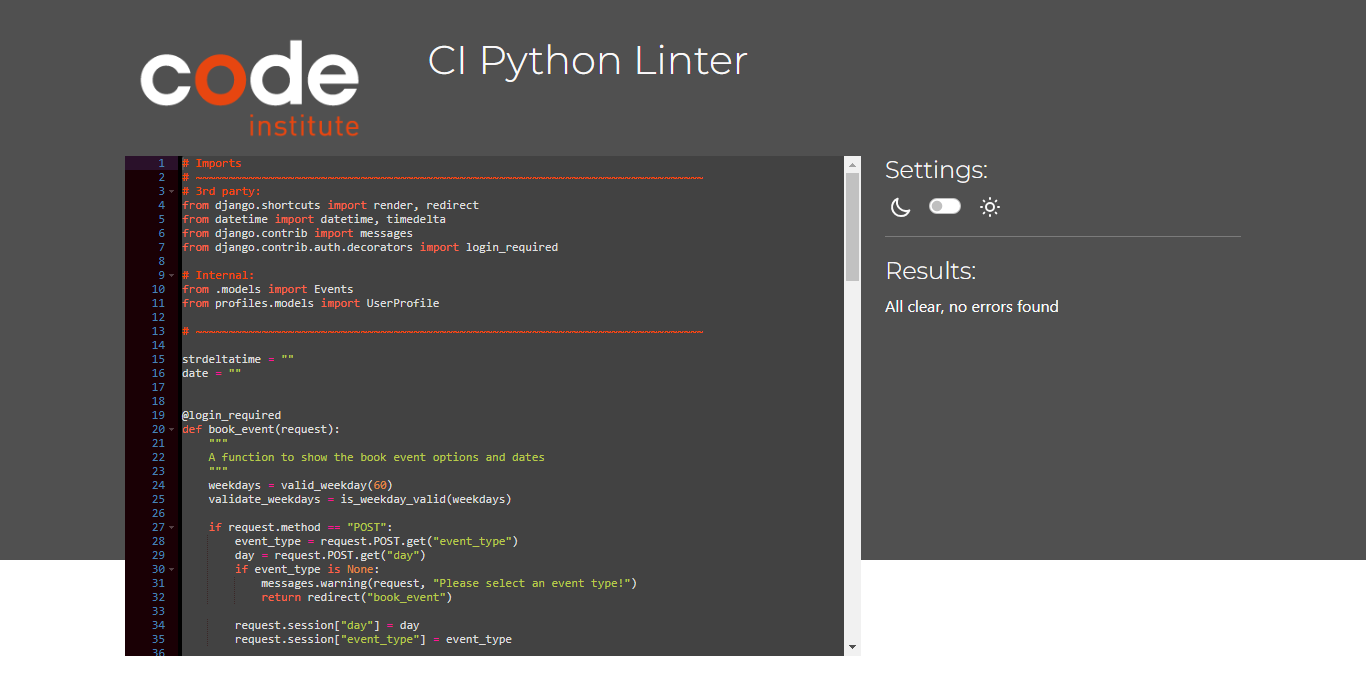 code
institute
CI Python Linter
1 # Imports
2 # ~~~~~~~~~~~~~~~~~~~~~~~~~~~~~~~~~~~~~~~~~~~~~~~~~~~~~~~~~~~~~~~~~~~~~~~~~~~~~
3 # 3rd party:
4 from django.shortcuts import render, redirect
5 from datetime import datetime, timedelta
6 from django.contrib import messages
7 from django.contrib.auth.decorators import login_required
8
9 # Internal:
10 from .models import Events
11 from profiles.models import UserProfile
12
13 # ~~~~~~~~~~~~~~~~~~~~~~~~~~~~~~~~~~~~~~~~~~~~~~~~~~~~~~~~~~~~~~~~~~~~~~~~~~~~~
14
15 strdeltatime = ""
16 date = ""
17
18
19 @login_required
20 def book_event(request):
21     """
22     A function to show the book event options and dates
23     """
24     weekdays = valid_weekday(60)
25     validate_weekdays = is_weekday_valid(weekdays)
26
27     if request.method == "POST":
28         event_type = request.POST.get("event_type")
29         day = request.POST.get("day")
30         if event_type is None:
31             messages.warning(request, "Please select an event type!")
32             return redirect("book_event")
33
34         request.session["day"] = day
35         request.session["event_type"] = event_type
36
Settings:
Results:
All clear, no errors found